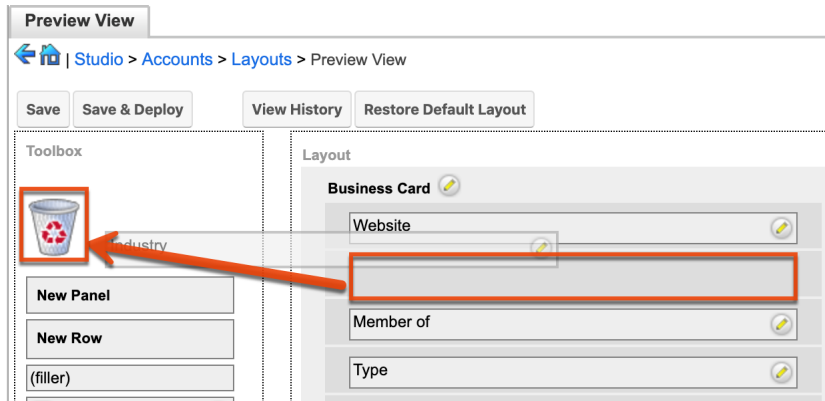 Preview View
| Studio > Accounts > Layouts > Preview View
Save Save & Deploy View History Restore Default Layout
Toolbox
Layout
Business Card
Website
Industry
New Panel
Member of
New Row
Type
(filler)